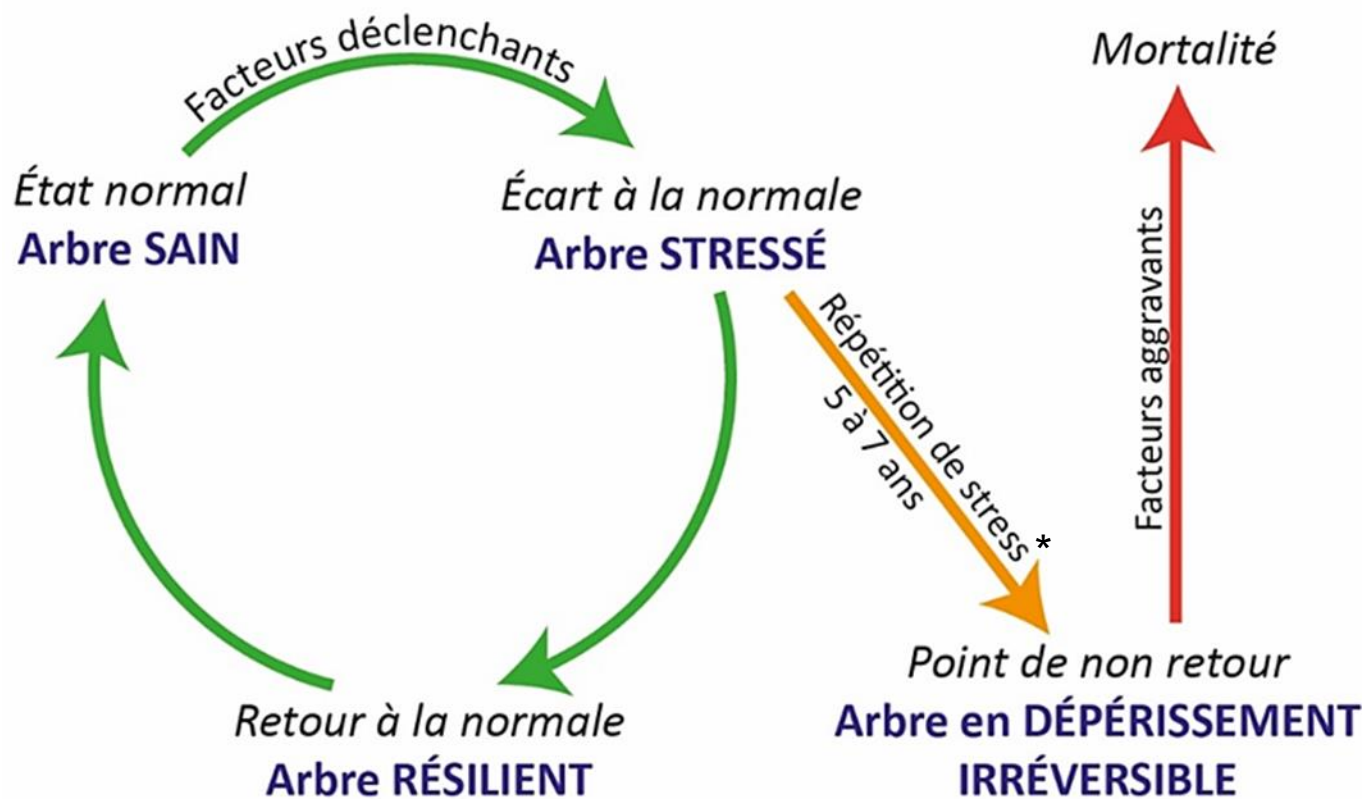 Facteurs déclenchants
Mortalité
État normal
Arbre SAIN
Écart à la normale
Arbre STRESSÉ
Répétition de stress *
5 à 7 ans
Facteurs aggravants
Retour à la normale
Arbre RÉSILIENT
Point de non retour
Arbre en DÉPÉRISSEMENT
IRRÉVERSIBLE